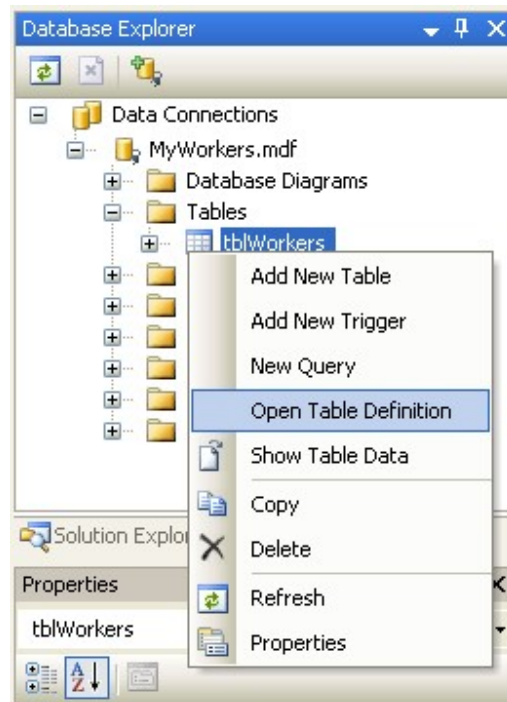 Database Explorer
Data Connections
MyWorkers.mdf
Database Diagrams
Tables
tblWorkers
Add New Table
Add New Trigger
New Query
Open Table Definition
Show Table Data
Copy
Delete
Refresh
Properties
Solution Explo
Properties
tblWorkers